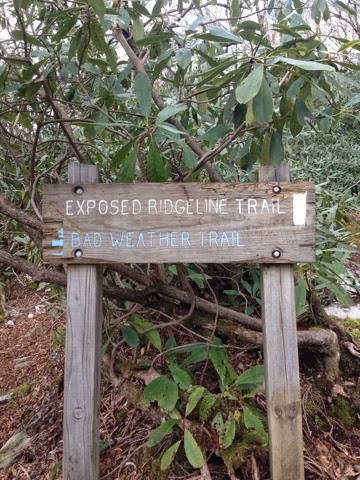 EXPOSED RIDGELINE TRAIL
BAD WEATHER TRAIL